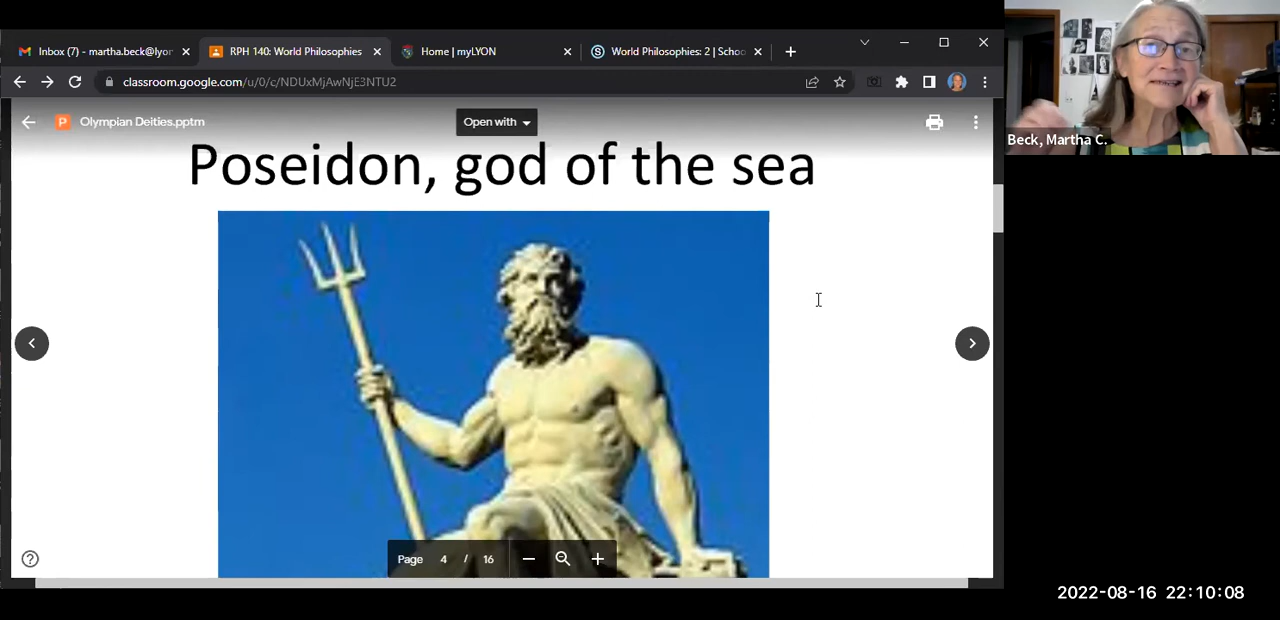 Inbox (7) - martha.beck@lyor
RPH 140: World Philosophies
Home | myLYON
World Philosophies: 2 | Schoo
classroom.google.com/u/0/c/NDUxMjAwNjE3NTU2
Olympian Deities.pptm
Open with
Beck, Martha C.
Poseidon, god of the sea
Page 4 / 16
2022-08-16 22:10:08